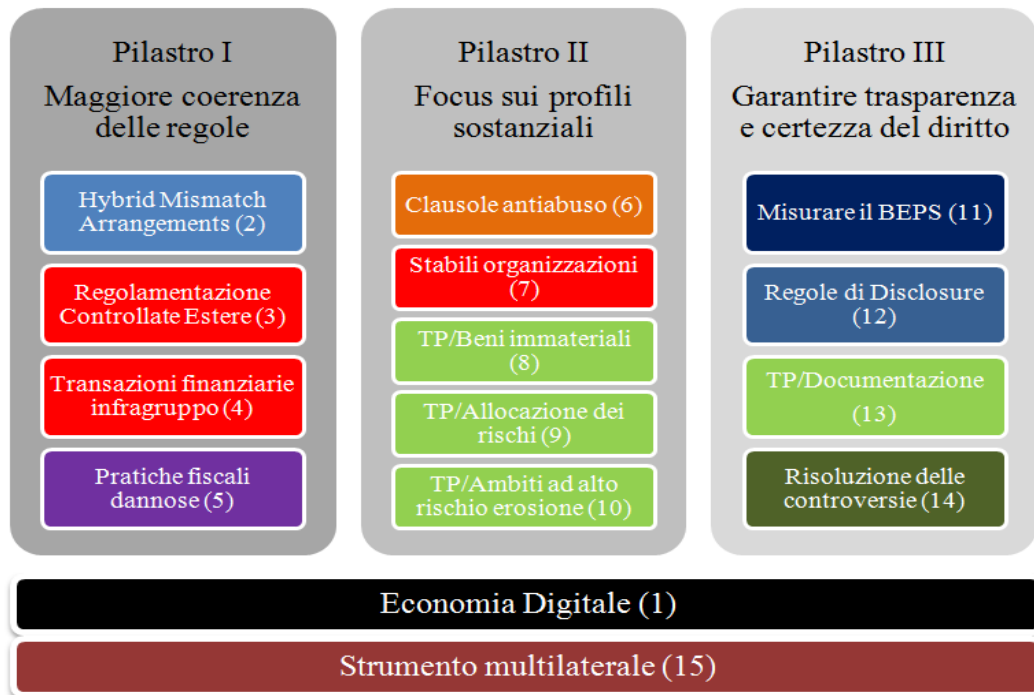 Pilastro I
Maggiore coerenza
delle regole
Hybrid Mismatch
Arrangements (2)
Regolamentazione
Controllate Estere (3)
Transazioni finanziarie
infragruppo (4)
Pratiche fiscali
dannose (5)
Pilastro II
Focus sui profili
sostanziali
Clausole antiabuso (6)
Stabili organizzazioni
(7)
TP/Beni immateriali
(8)
TP/Allocazione dei
rischi (9)
TP/Ambiti ad alto
rischio erosione (10)
Pilastro III
Garantire trasparenza
e certezza del diritto
Misurare il BEPS (11)
Regole di Disclosure
(12)
TP/Documentazione
(13)
Risoluzione delle
controversie (14)
Economia Digitale (1)
Strumento multilaterale (15)